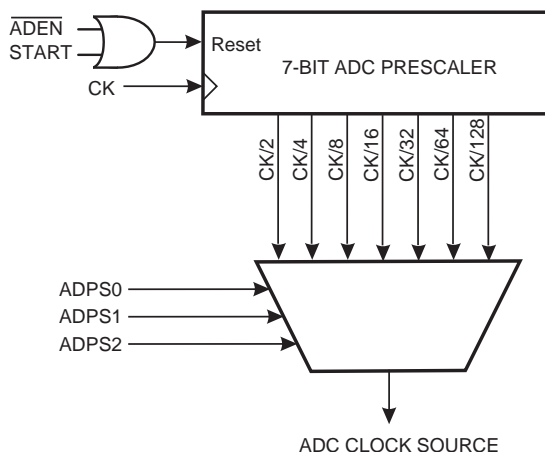 ADEN
START
Reset
7-BIT ADC PRESCALER
CK
CK/2
CK/4
CK/8
CK/16
CK/32
CK/64
CK/128
ADPS0
ADPS1
ADPS2
ADC CLOCK SOURCE